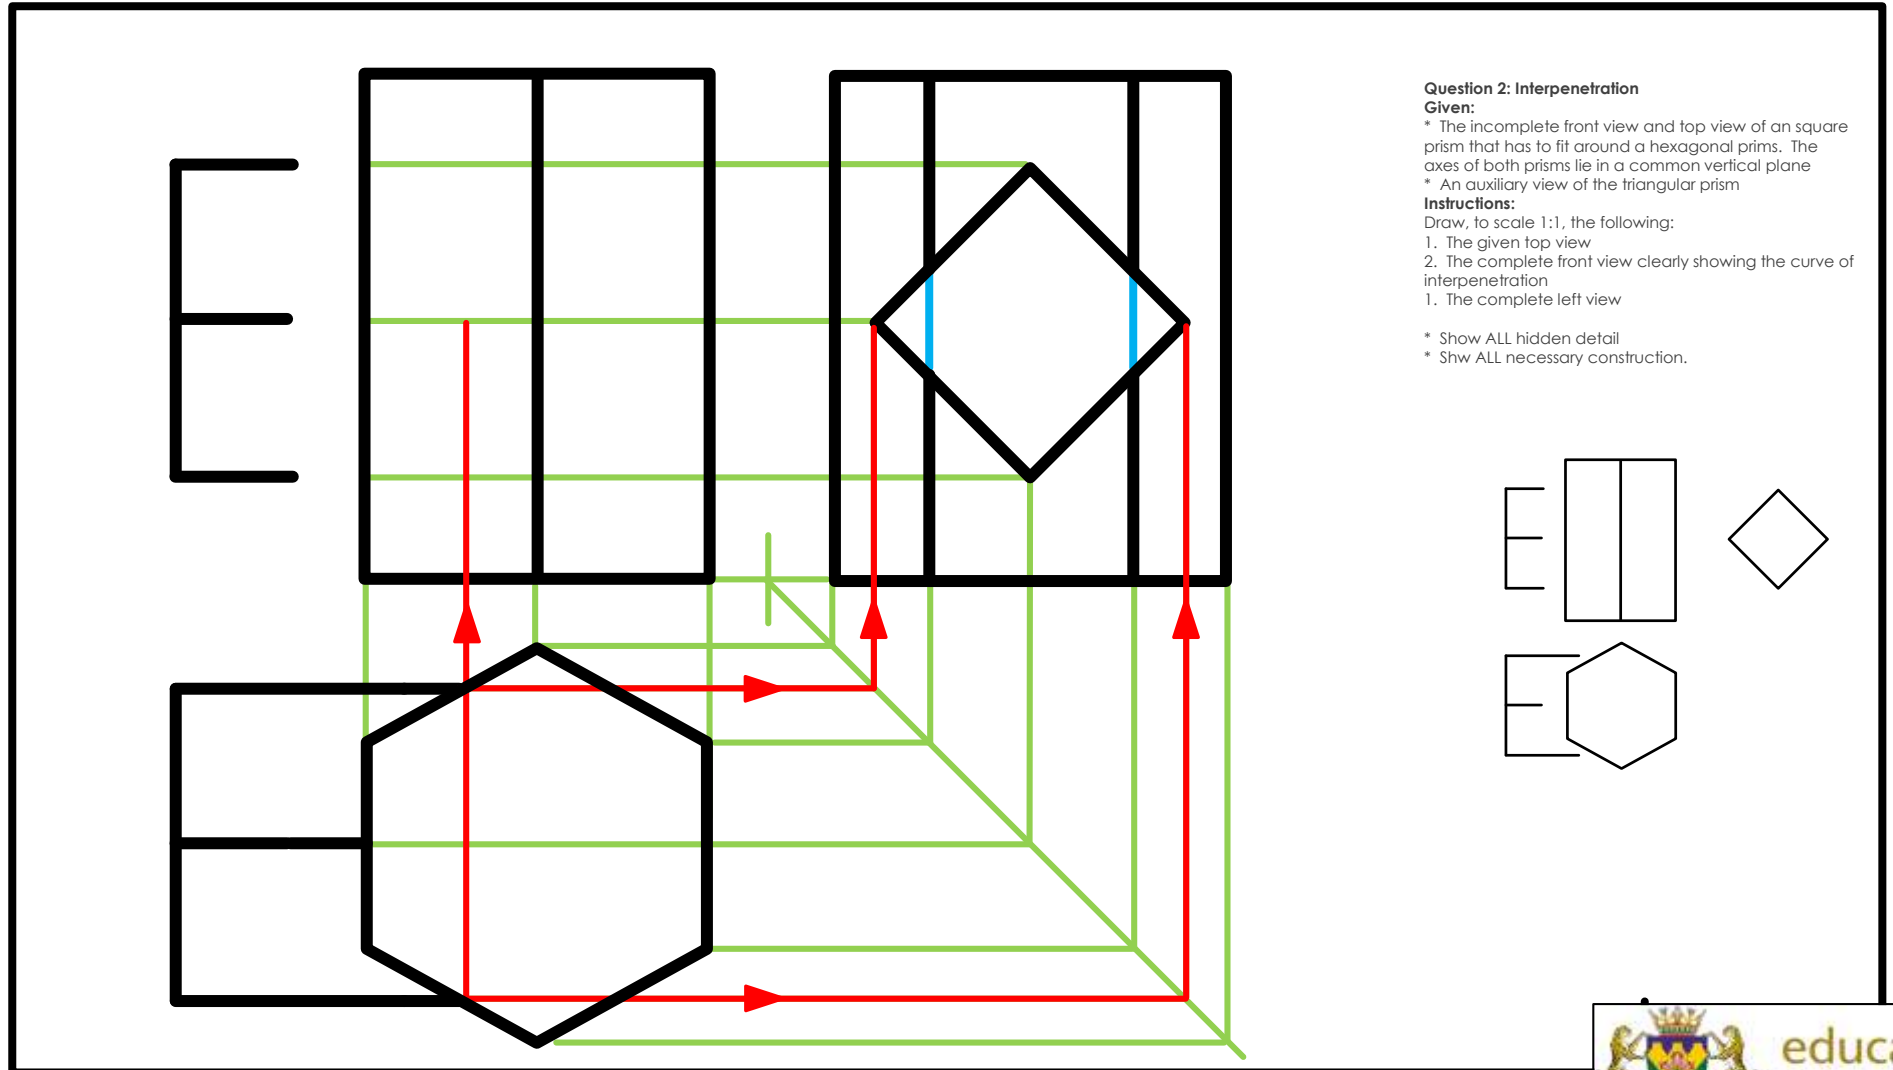 Question 2: Interpenetration
Given:
* The incomplete front view and top view of an square
prism that has to fit around a hexagonal prims. The
axes of both prisms lie in a common vertical plane
* An auxiliary view of the triangular prism
Instructions:
Draw, to scale 1:1, the following:
1. The given top view
2. The complete front view clearly showing the curve of
interpenetration
1. The complete left view
* Show ALL hidden detail
* Shw ALL necessary construction.
educa